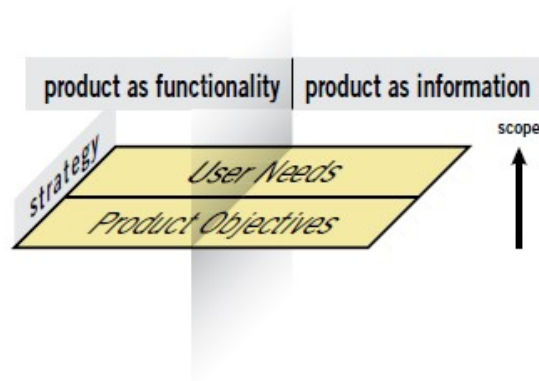 product as functionality
product as information
scope
strategy
User Needs
Product Objectives